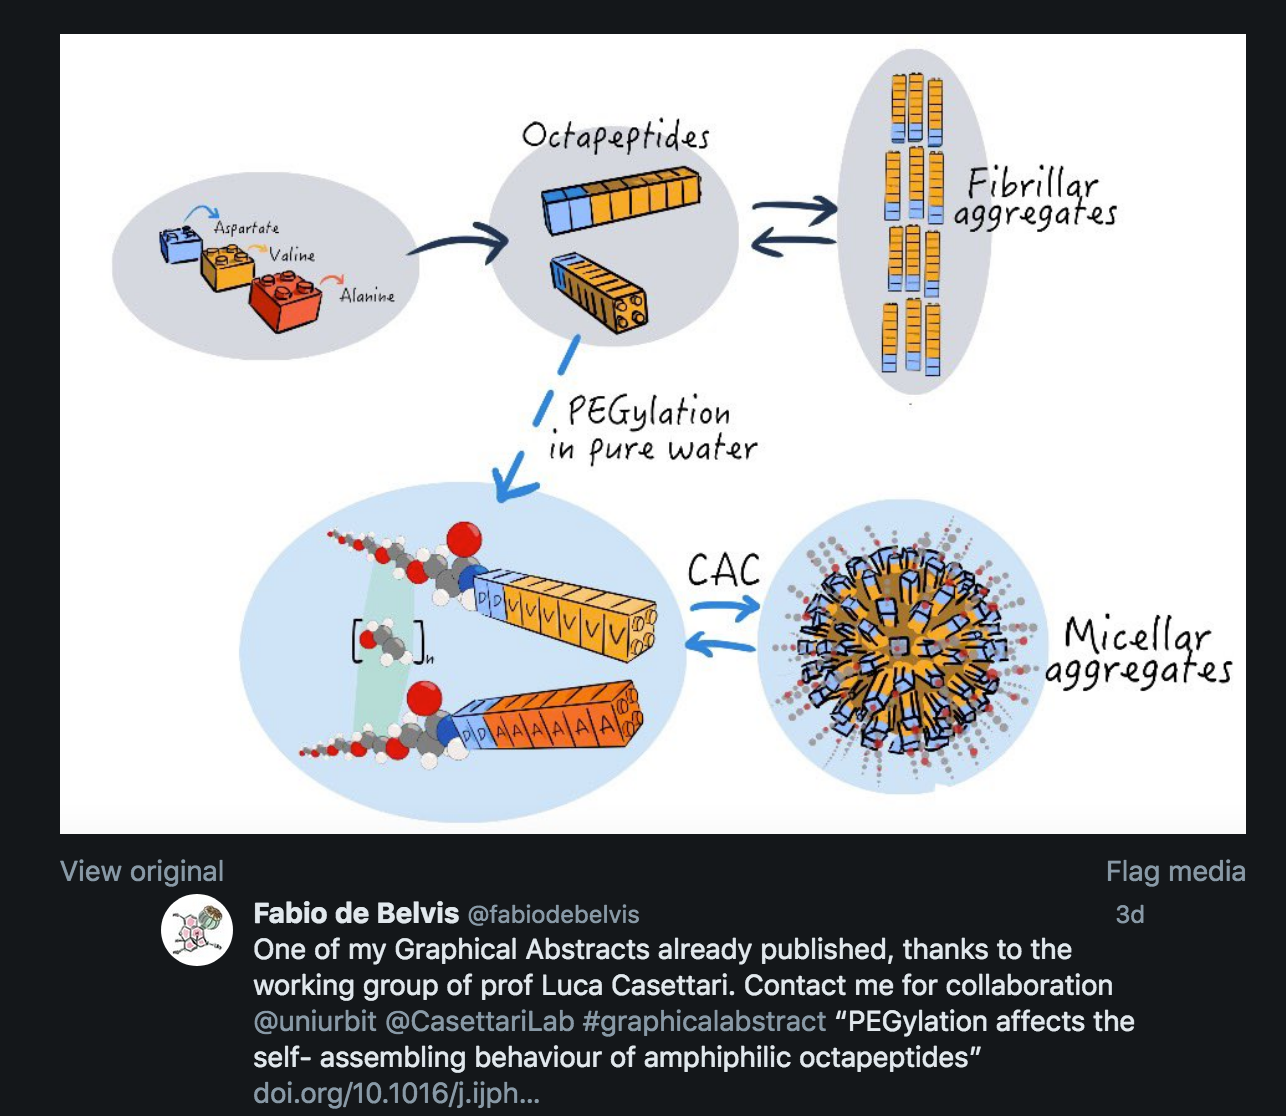 Octapeptides
Aspartate
Valine
Alanine
Fibrillar
aggregates
PEGylation
in pure water
D D V V V V V V
[ ]n
D D A A A A A A
CAC
Micellar
aggregates
View original
Flag media
Fabio de Belvis @fabiodebelvis
3d
One of my Graphical Abstracts already published, thanks to the
working group of prof Luca Casettari. Contact me for collaboration
@uniurbit @CasettariLab #graphicalabstract “PEGylation affects the
self- assembling behaviour of amphiphilic octapeptides”
doi.org/10.1016/j.ijph...